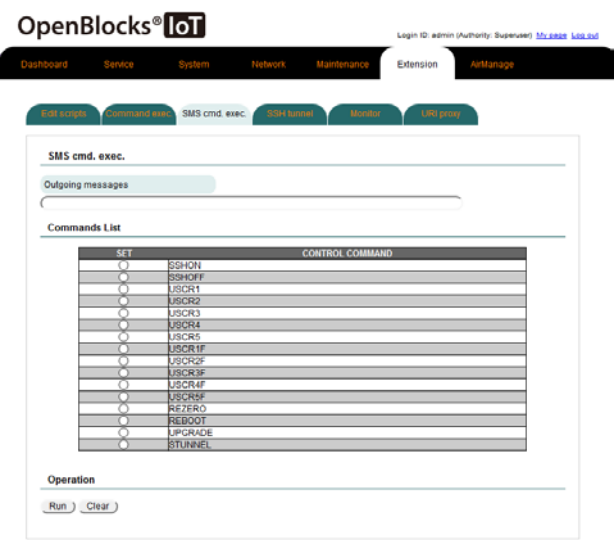 OpenBlocks® IoT
Login ID: admin (Authority: Superuser) My page Log out
Dashboard Service System Network Maintenance Extension AirManage
Edit scripts Command exec. SMS cmd. exec. SSH tunnel Monitor URI proxy
SMS cmd. exec.
Outgoing messages
Commands List
SET CONTROL COMMAND
SSHON
SSHOFF
USCR1
USCR2
USCR3
USCR4
USCR5
USCR1F
USCR2F
USCR3F
USCR4F
USCR5F
REZERO
REBOOT
UPGRADE
STUNNEL
Operation
Run Clear